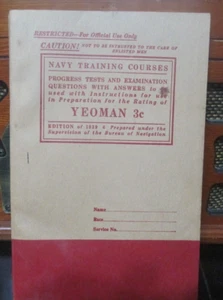 RESTRICTED—For Official Use Only
CAUTION! NOT TO BE INTRUSTED TO THE CARE OF
ENLISTED MEN
NAVY TRAINING COURSES
PROGRESS TESTS AND EXAMINATION
QUESTIONS WITH ANSWERS to be
used with Instructions for use
in Preparation for the Rating of
YEOMAN 3c
EDITION of 1939 ★ Prepared under the
Supervision of the Bureau of Navigation
Name
Rate
Service No.